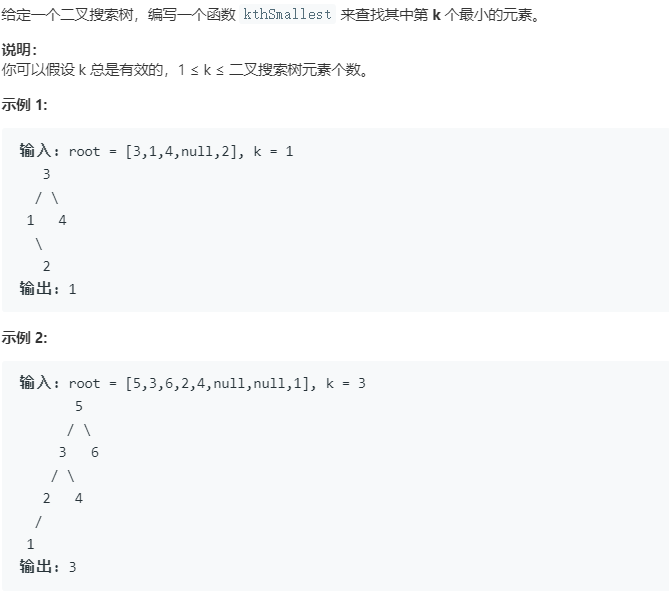 给定一个二叉搜索树，编写一个函数 kthSmallest 来查找其中第 k 个最小的元素。
说明：
你可以假设 k 总是有效的，1 ≤ k ≤ 二叉搜索树元素个数。
示例 1:
输入: root = [3,1,4,null,2], k = 1
   3
  / \
 1   4
  \
   2
输出: 1
示例 2:
输入: root = [5,3,6,2,4,null,null,1], k = 3
       5
      / \
     3   6
    / \
   2   4
  /
 1
输出: 3